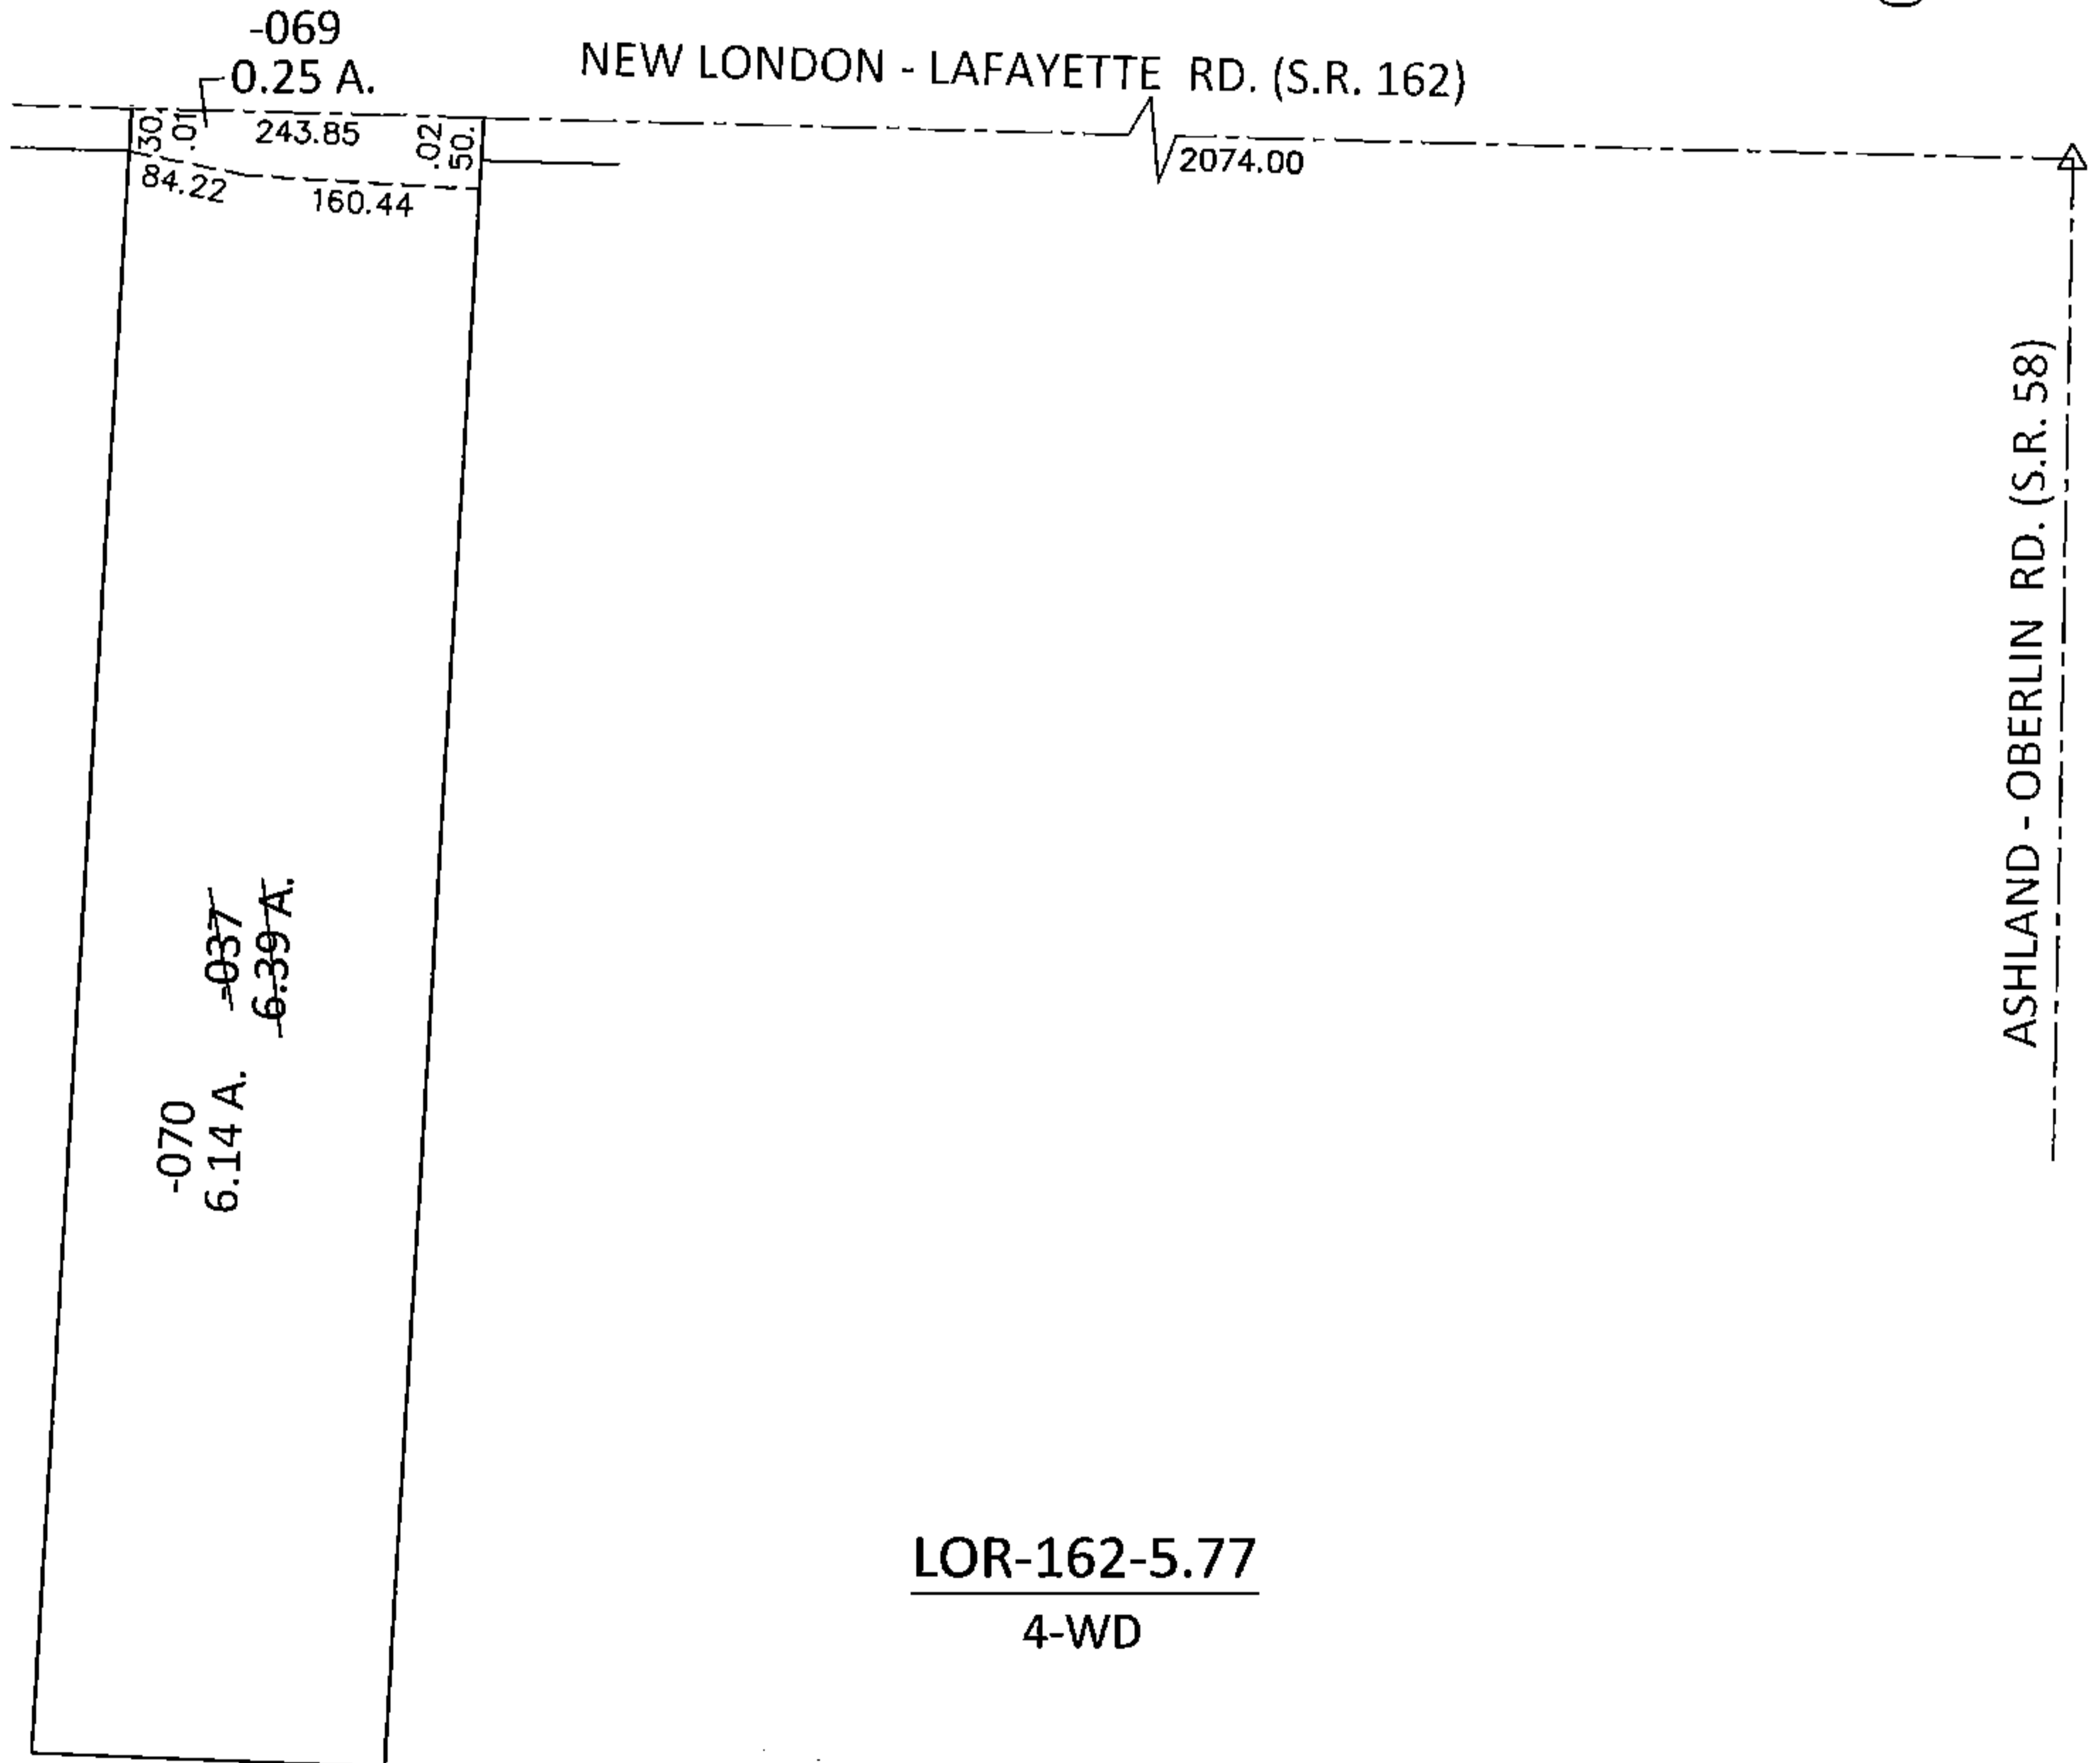 -069
0.25 A.
NEW LONDON - LAFAYETTE RD. (S.R. 162)
30.01
243.85
50.02
84.22
160.44
2074.00
ASHLAND - OBERLIN RD. (S.R. 58)
-037
6.39 A.
-070
6.14 A.
LOR-162-5.77
4-WD